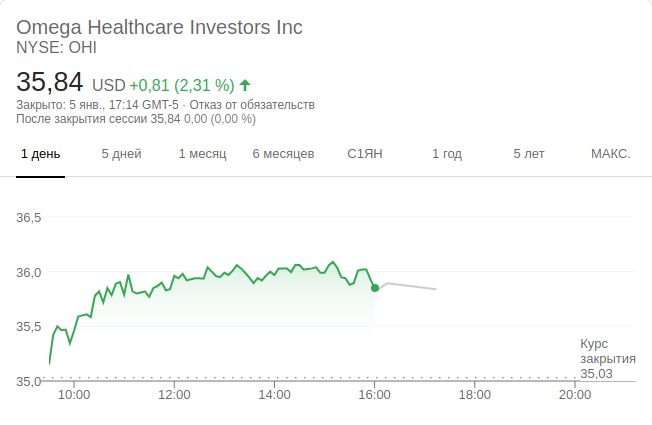 Omega Healthcare Investors Inc
NYSE: OHI
35,84 USD +0,81 (2,31 %)
Закрыто: 5 янв., 17:14 GMT-5 · Отказ от обязательств
После закрытия сессии 35,84 0,00 (0,00 %)
1 день 5 дней 1 месяц 6 месяцев С1ЯН 1 год 5 лет МАКС.
36,5
36,0
35,5
Курс
закрытия
35,03
35,0
10:00 12:00 14:00 16:00 18:00 20:00